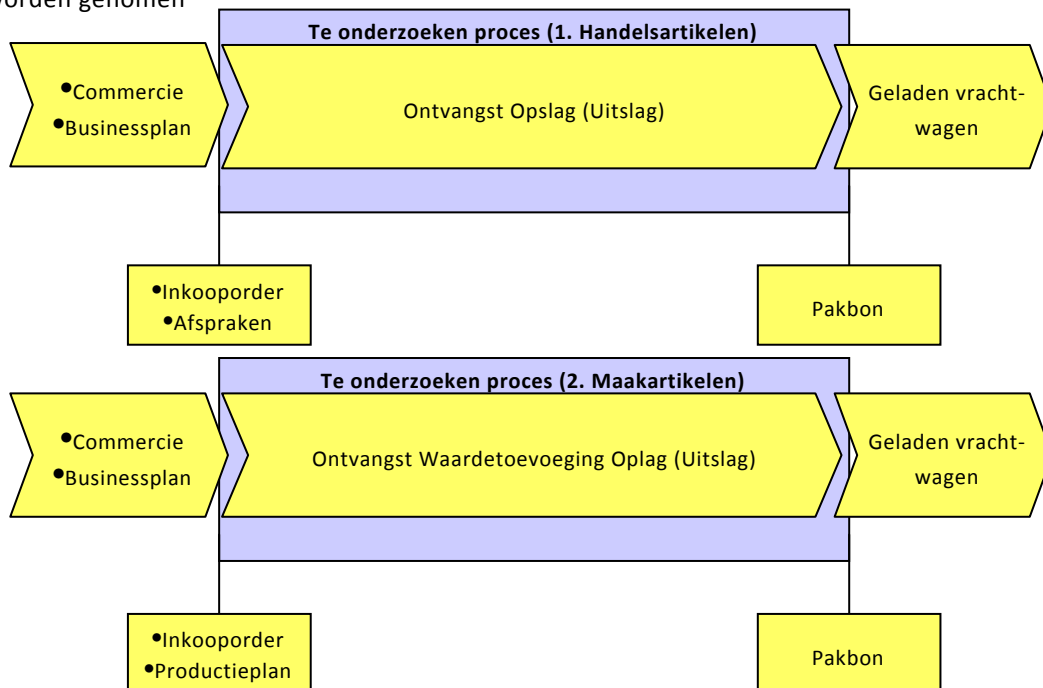 worden genomen
Te onderzoeken proces (1. Handelsartikelen)
•Commercie
•Businessplan
Ontvangst Opslag (Uitslag)
Geladen vracht-
wagen
•Inkooporder
•Afspraken
Pakbon
Te onderzoeken proces (2. Maakartikelen)
•Commercie
•Businessplan
Ontvangst Waardetoevoeging Oplag (Uitslag)
Geladen vracht-
wagen
•Inkooporder
•Productieplan
Pakbon